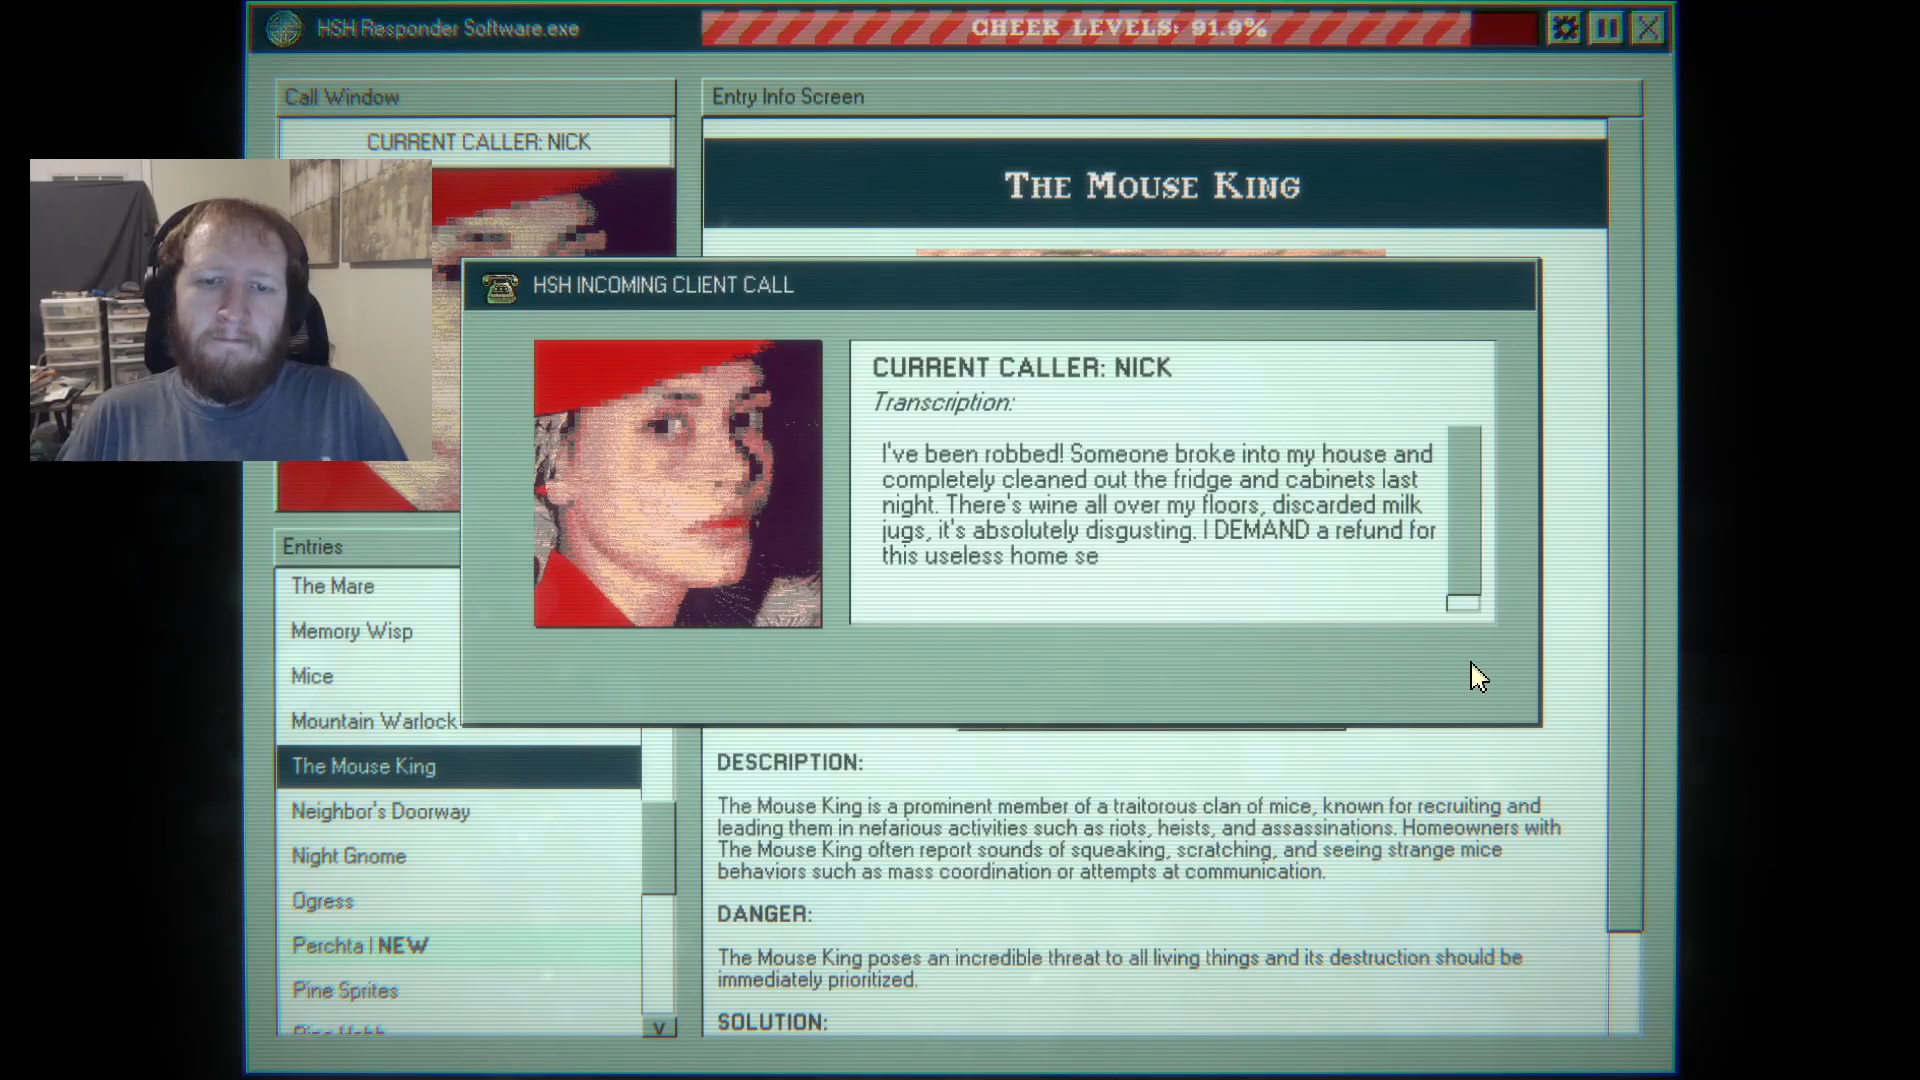 HSH Responder Software.exe
CHEER LEVELS: 91.9%
Call Window
Entry Info Screen
CURRENT CALLER: NICK
THE MOUSE KING
HSH INCOMING CLIENT CALL
CURRENT CALLER: NICK
Transcription:
I've been robbed! Someone broke into my house and
completely cleaned out the fridge and cabinets last
night. There's wine all over my floors, discarded milk
jugs, it's absolutely disgusting. I DEMAND a refund for
this useless home se
Entries
The Mare
Memory Wisp
Mice
Mountain Warlock
The Mouse King
Neighbor's Doorway
Night Gnome
Ogress
Perchta | NEW
Pine Sprites
DESCRIPTION:
The Mouse King is a prominent member of a traitorous clan of mice, known for recruiting and
leading them in nefarious activities such as riots, heists, and assassinations. Homeowners with
The Mouse King often report sounds of squeaking, scratching, and seeing strange mice
behaviors such as mass coordination or attempts at communication.
DANGER:
The Mouse King poses an incredible threat to all living things and its destruction should be
immediately prioritized.
SOLUTION: